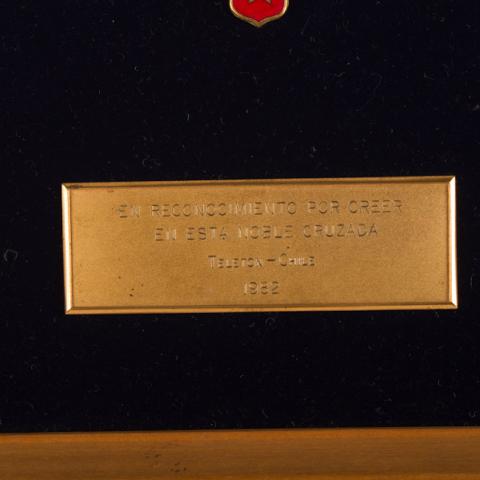 EN RECONOCIMIENTO POR CREER
EN ESTA NOBLE CRUZADA
TELETON - CHILE
1982